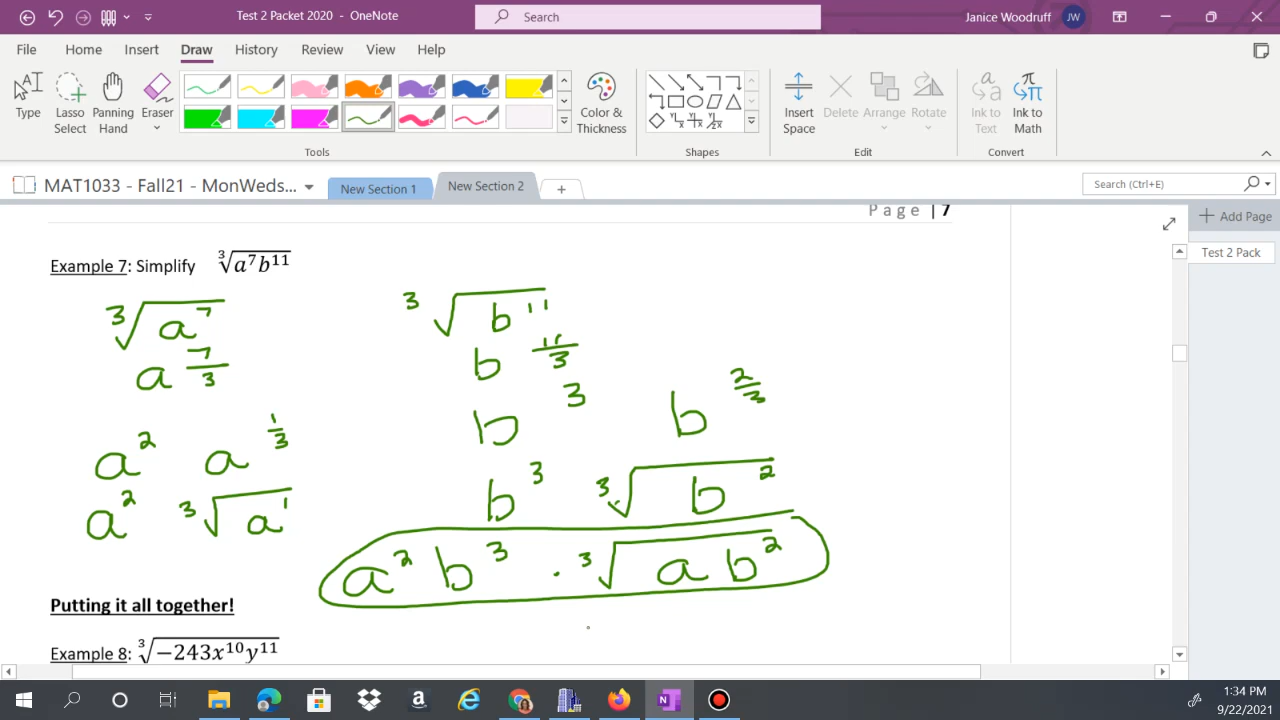 Test 2 Packet 2020 - OneNote
Search
Janice Woodruff
JW
File Home Insert Draw History Review View Help
Type
Lasso Select
Panning Hand
Eraser
Color & Thickness
Insert Space
Delete
Arrange
Rotate
Ink to Text
Ink to Math
Tools
Shapes
Edit
Convert
MAT1033 - Fall21 - MonWeds...
New Section 1
New Section 2
Search (Ctrl+E)
Page | 7
Add Page
Test 2 Pack
Example 7: Simplify ∛(a⁷b¹¹)
∛(a⁷) ∛(b¹¹)
a^(7/3) b^(11/3)
a² a^(1/3) b³ b^(2/3)
a² ∛(a¹) b³ ∛(b²)
a² b³ · ∛(a b²)
Putting it all together!
Example 8: ∛(−243x¹⁰y¹¹)
1:34 PM
9/22/2021